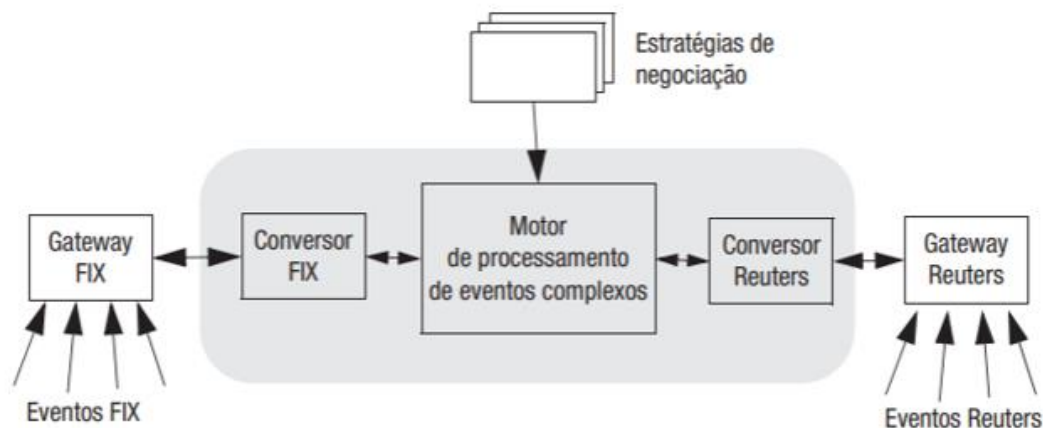 Estratégias de
negociação
Gateway
FIX
Conversor
FIX
Motor
de processamento
de eventos complexos
Conversor
Reuters
Gateway
Reuters
Eventos FIX
Eventos Reuters